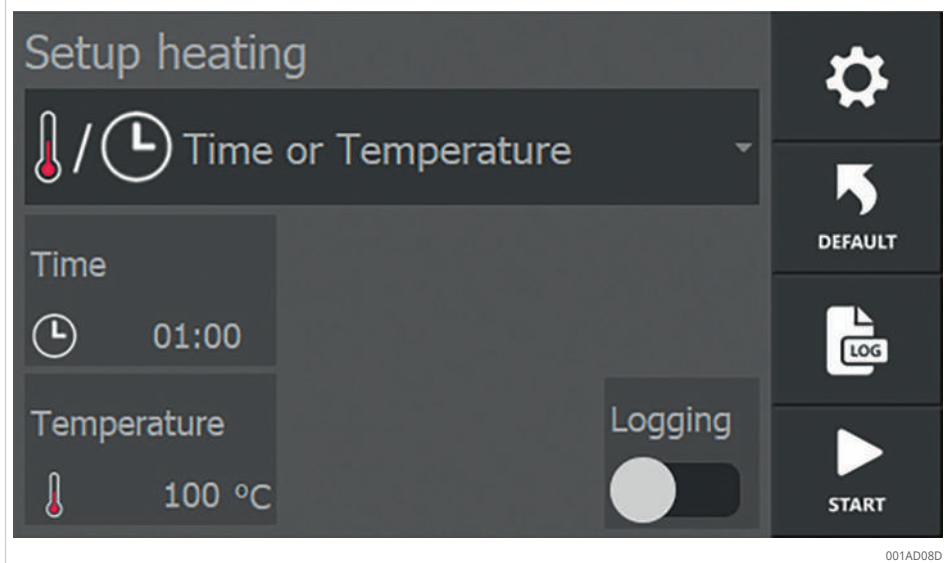 Setup heating
Time or Temperature
Time
01:00
Temperature
100 °C
Logging
DEFAULT
LOG
START
001AD08D